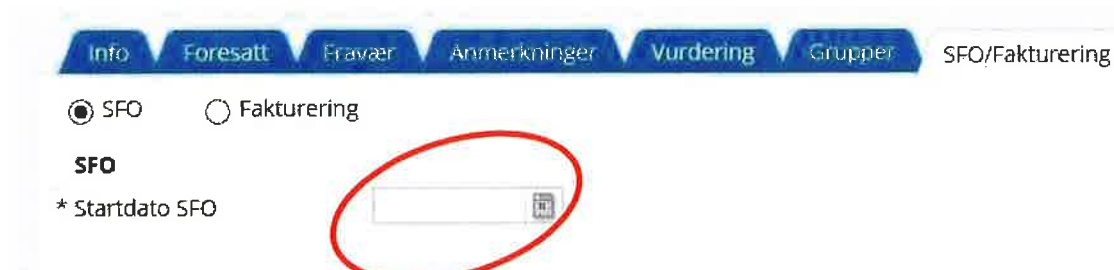 Info Foresatt Fravær Anmerkninger Vurdering Grupper SFO/Fakturering
SFO Fakturering
SFO
* Startdato SFO